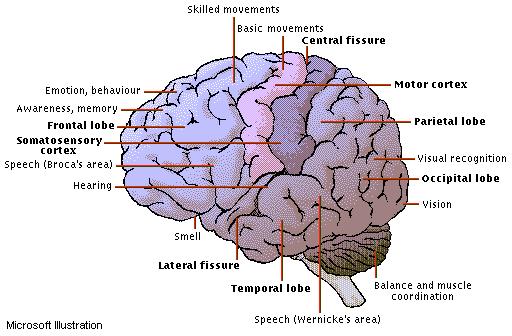 Skilled movements
Basic movements
Central fissure
Motor cortex
Emotion, behaviour
Awareness, memory
Frontal lobe
Parietal lobe
Somatosensory
cortex
Speech (Broca's area)
Visual recognition
Hearing
Occipital lobe
Vision
Smell
Lateral fissure
Temporal lobe
Balance and muscle
coordination
Speech (Wernicke's area)
Microsoft Illustration